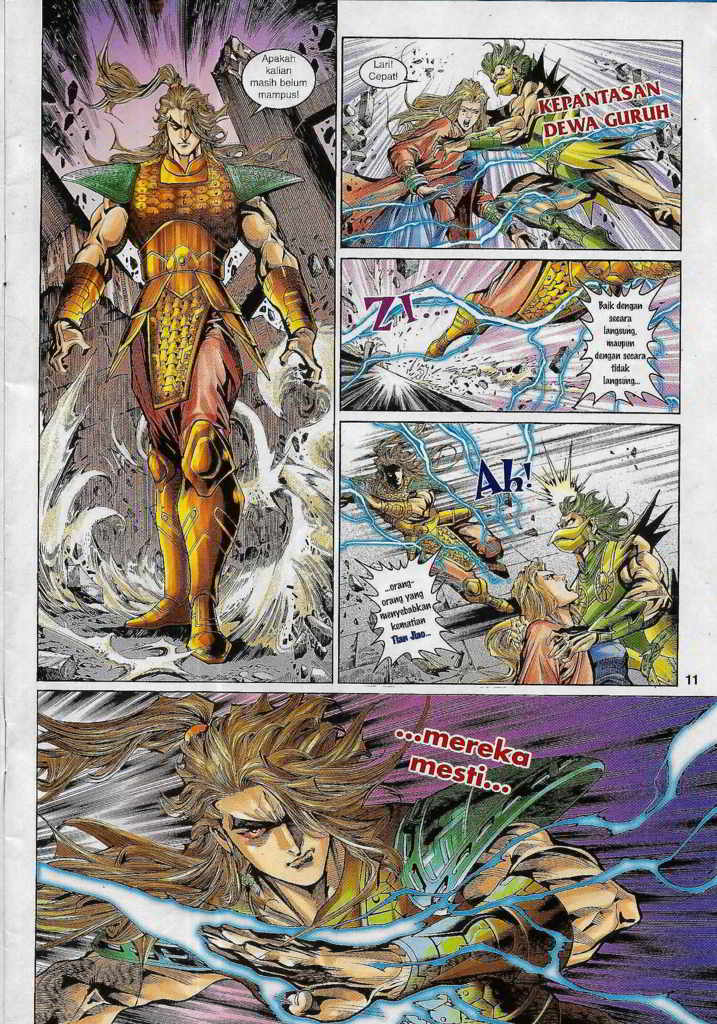 Apakah
kalian
masih belum
mampus!
Lari!
Cepat!
KEPANTASAN
DEWA GURUH
ZI...
Baik dengan
secara
langsung,
maupun
dengan secara
tidak
langsung...
Ah!
...orang-
orang yang
menyebabkan
kematian
Tian Jiao...
11
...mereka
mesti...